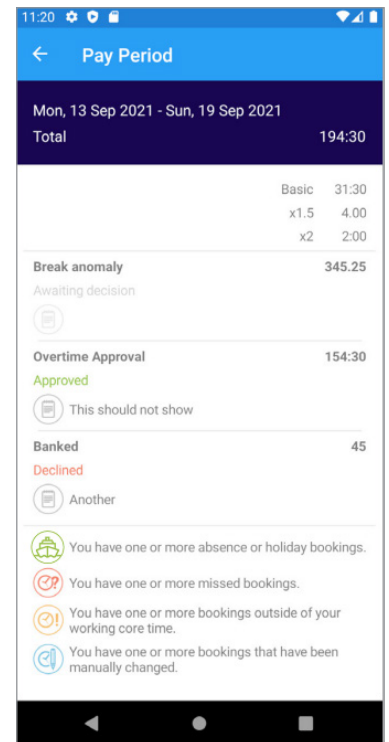 11:20
Pay Period
Mon, 13 Sep 2021 - Sun, 19 Sep 2021
Total 194:30
Basic 31:30
x1.5 4.00
x2 2:00
Break anomaly 345.25
Awaiting decision
Overtime Approval 154:30
Approved
This should not show
Banked 45
Declined
Another
You have one or more absence or holiday bookings.
You have one or more missed bookings.
You have one or more bookings outside of your
working core time.
You have one or more bookings that have been
manually changed.